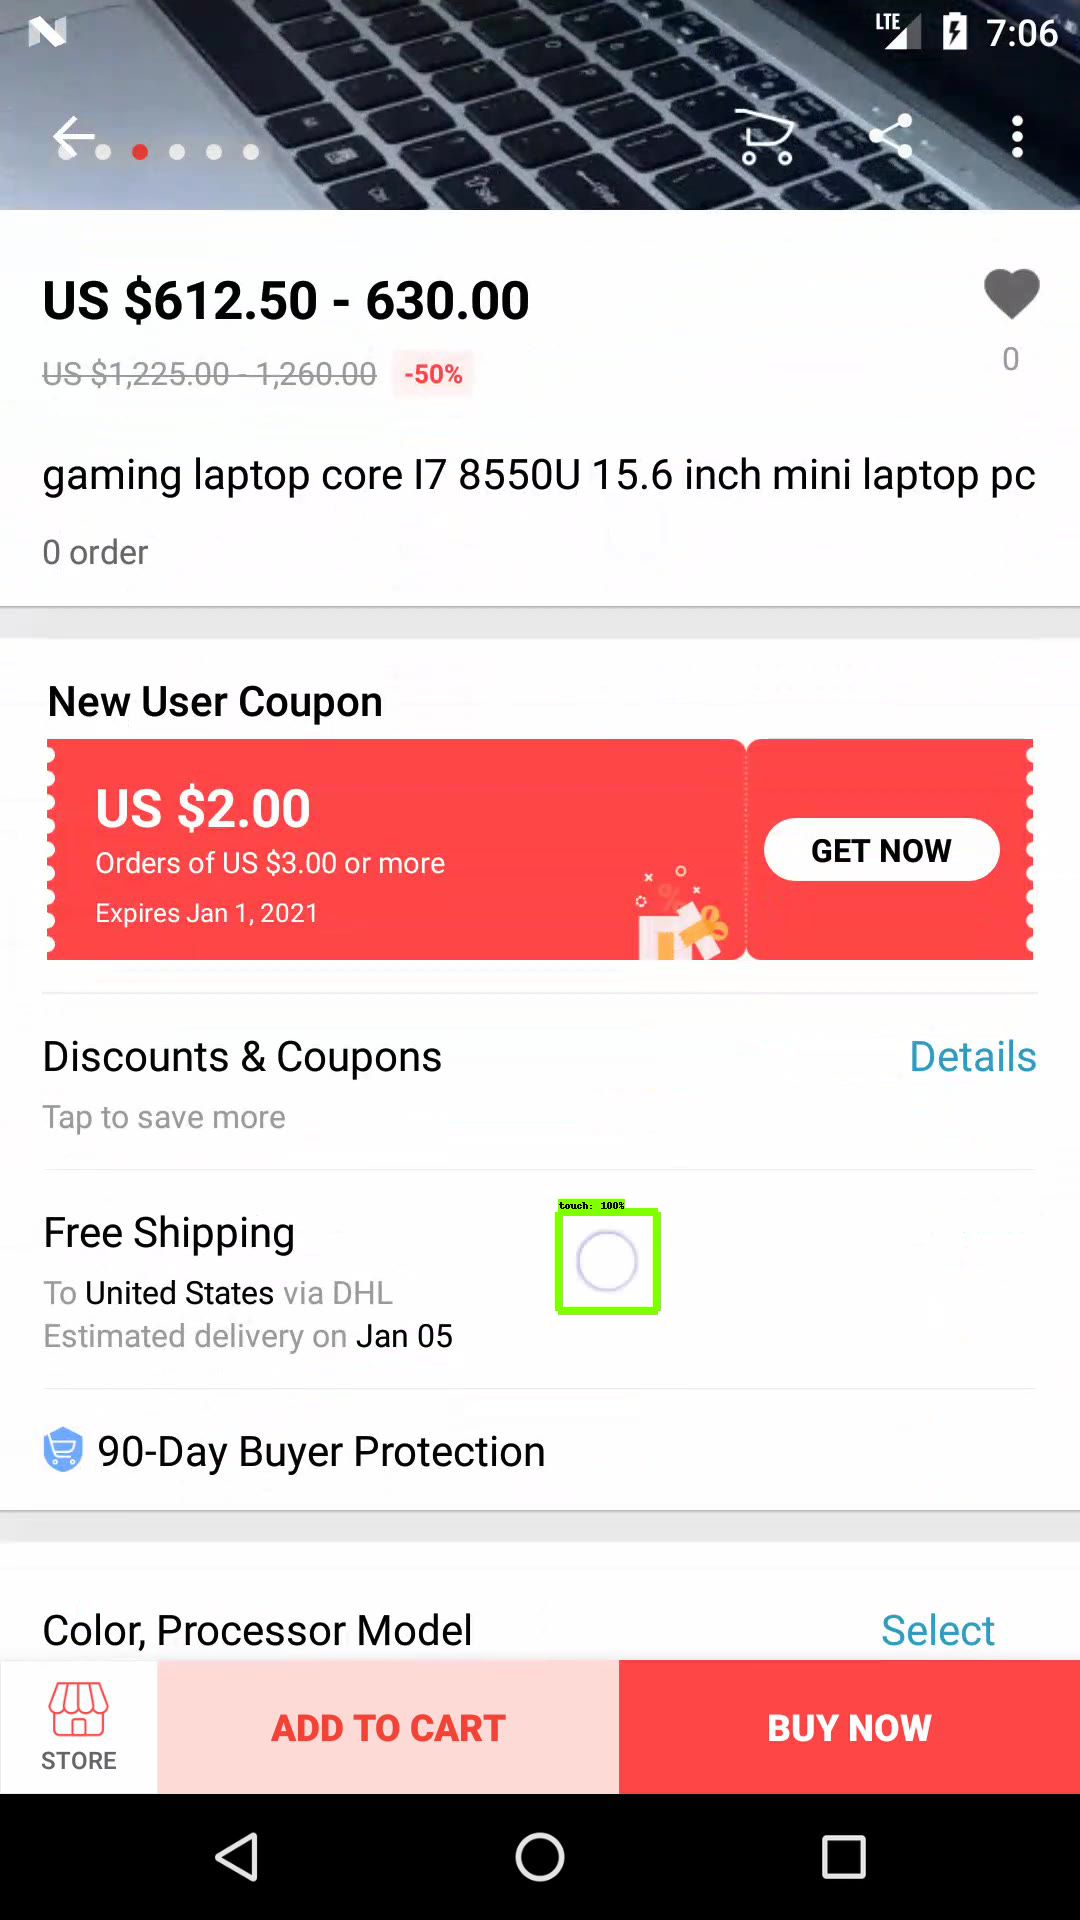 LTE 7:06
US $612.50 - 630.00
US $1,225.00 - 1,260.00 -50%
0
gaming laptop core I7 8550U 15.6 inch mini laptop pc
0 order
New User Coupon
US $2.00
Orders of US $3.00 or more
Expires Jan 1, 2021
GET NOW
Discounts & Coupons Details
Tap to save more
touch: 100%
Free Shipping
To United States via DHL
Estimated delivery on Jan 05
90-Day Buyer Protection
Color, Processor Model Select
STORE
ADD TO CART
BUY NOW